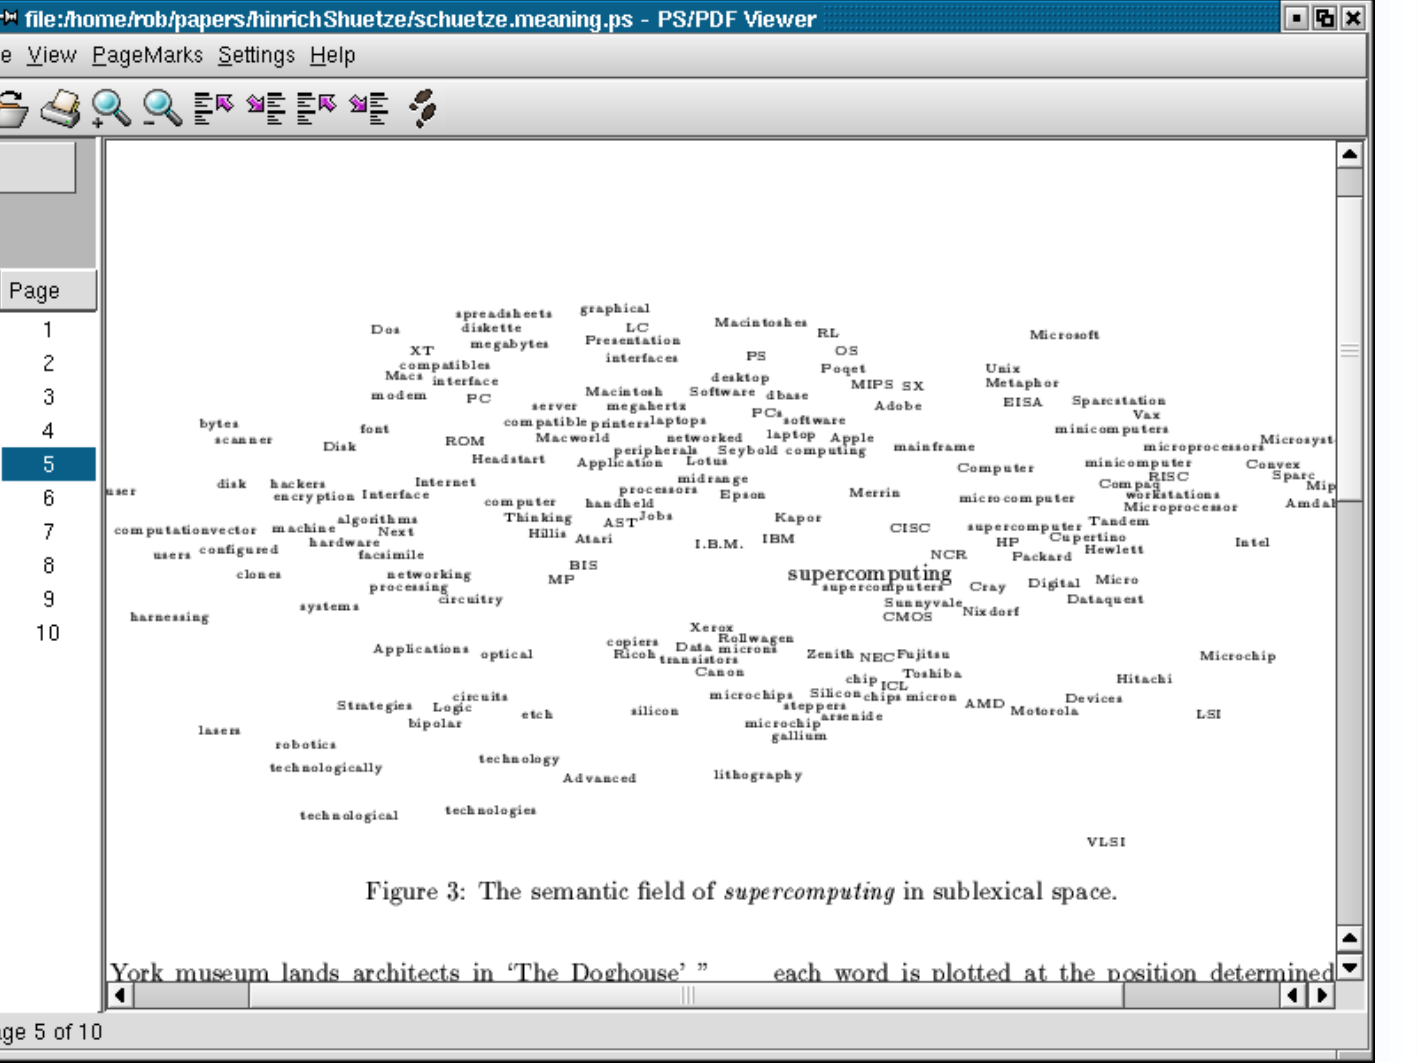 file:/home/rob/papers/hinrichShuetze/schuetze.meaning.ps - PS/PDF Viewer
e View PageMarks Settings Help
Page
1
2
3
4
5
6
7
8
9
10
spreadsheets graphical
Dos diskette LC Macintoshes RL Microsoft
XT megabytes Presentation
compatibles interfaces PS OS
Macs interface desktop Poqet Unix
modem PC Macintosh Software dbase MIPS SX Metaphor
server megahertz PCs Adobe EISA Sparcstation
bytes font compatible printers laptops software Vax
scanner Disk ROM Macworld networked laptop Apple minicomputers
peripherals Seybold computing mainframe microprocessors Microsyst
Headstart Application Lotus Computer minicomputer Convex
disk hackers Internet midrange RISC Sparc
user encryption Interface processors Epson Merrin microcomputer Compaq workstations Mip
computer handheld Microprocessor Amdal
algorithms Thinking AST Jobs Kapor CISC supercomputer Tandem
computationvector machine Next Hillis Atari I.B.M. IBM HP Cupertino Intel
users configured hardware facsimile NCR Packard Hewlett
clones networking BIS MP supercomputing
processing supercomputers Cray Digital Micro
systems circuitry Sunnyvale Nixdorf Dataquest
harnessing CMOS
Xerox
copiers Data Rollwagen
Applications optical Ricoh transistors microns Zenith NEC Fujitsu Microchip
Canon chip ICL Toshiba Hitachi
circuits microchips Silicon chips micron AMD Devices
Strategies Logic etch silicon steppers arsenide Motorola LSI
lasers bipolar microchip
robotics gallium
technologically technology Advanced lithography
technological technologies
VLSI
Figure 3: The semantic field of supercomputing in sublexical space.
York museum lands architects in ‘The Doghouse’ ” each word is plotted at the position determined
age 5 of 10